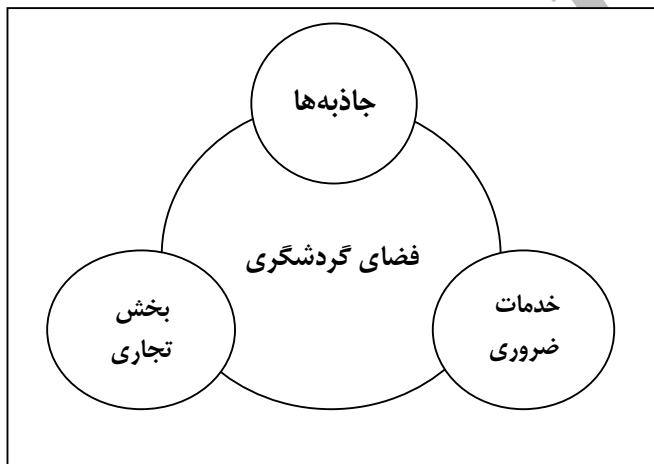 جاذبه‌ها
فضای گردشگری
خدمات
ضروری
بخش
تجاری